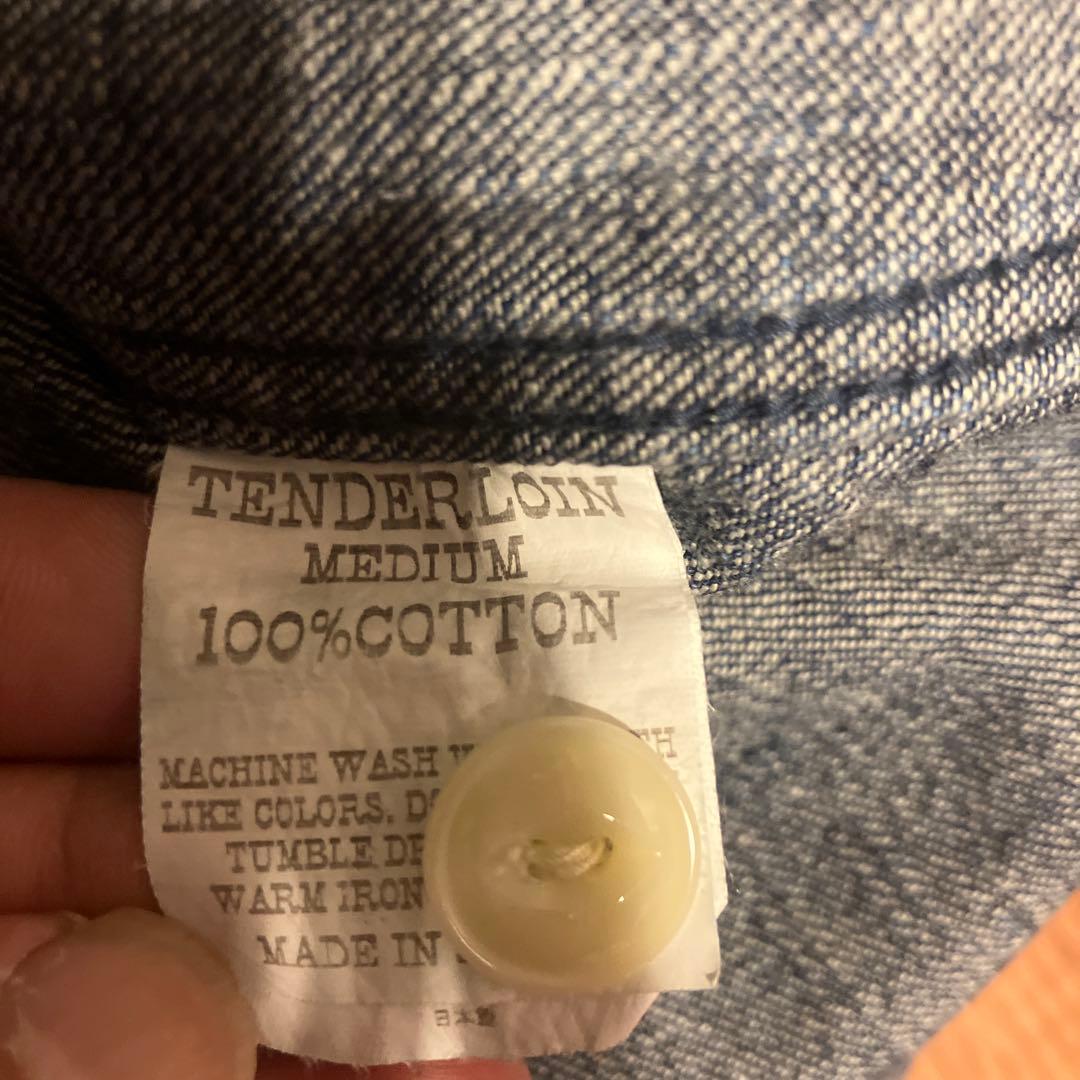 TENDERLOIN
MEDIUM
100%COTTON
MACHINE WASH
LIKE COLORS.
TUMBLE
WARM IRON
MADE IN
日本製